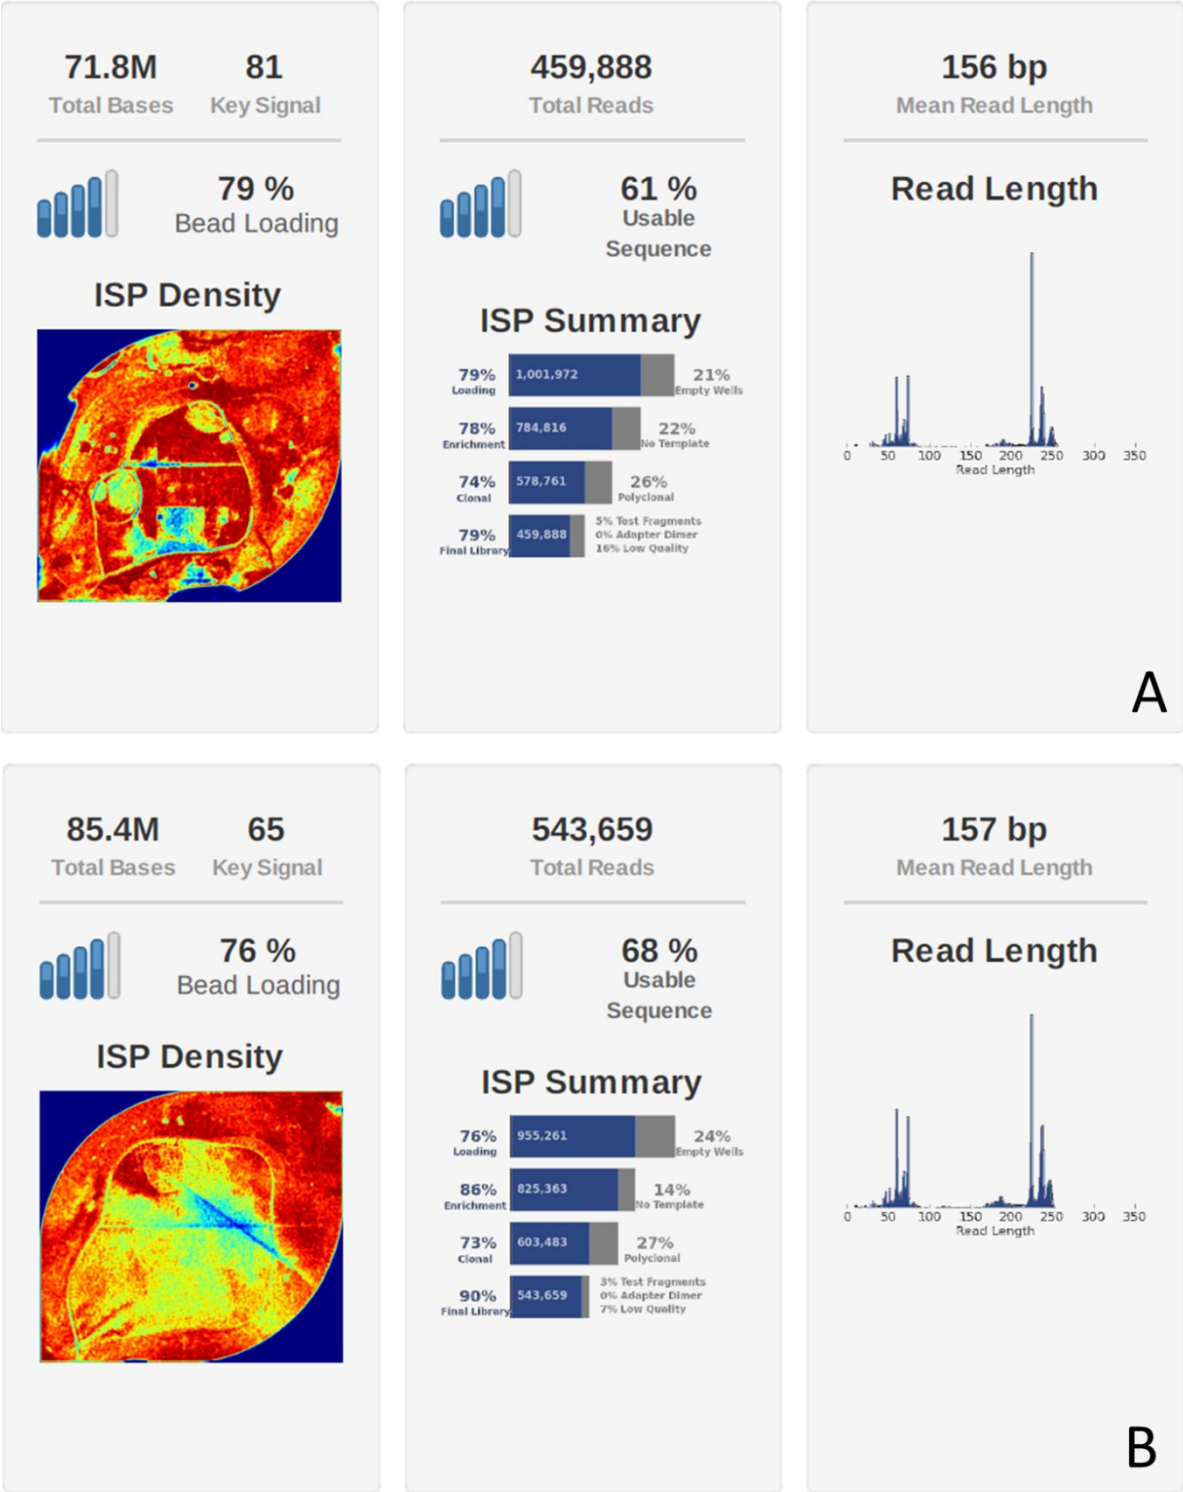 71.8M 81
Total Bases Key Signal
79 %
Bead Loading
ISP Density
459,888
Total Reads
61 %
Usable
Sequence
ISP Summary
79% 1,001,972 21%
Loading Empty Wells
78% 784,816 22%
Enrichment No Template
74% 578,761 26%
Clonal Polyclonal
5% Test Fragments
79% 459,888 0% Adapter Dimer
Final Library 16% Low Quality
156 bp
Mean Read Length
Read Length
0 50 100 150 200 250 300 350
Read Length
A
85.4M 65
Total Bases Key Signal
76 %
Bead Loading
ISP Density
543,659
Total Reads
68 %
Usable
Sequence
ISP Summary
76% 955,261 24%
Loading Empty Wells
86% 825,363 14%
Enrichment No Template
73% 603,483 27%
Clonal Polyclonal
3% Test Fragments
90% 543,659 0% Adapter Dimer
Final Library 7% Low Quality
157 bp
Mean Read Length
Read Length
0 50 100 150 200 250 300 350
Read Length
B